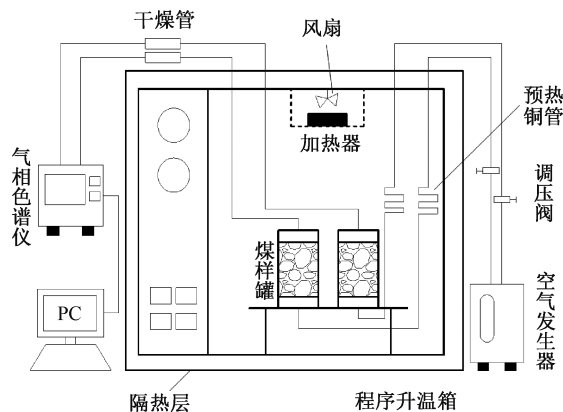 干燥管
风扇
加热器
预热
铜管
气相色谱仪
调压阀
煤样罐
空气发生器
PC
隔热层
程序升温箱